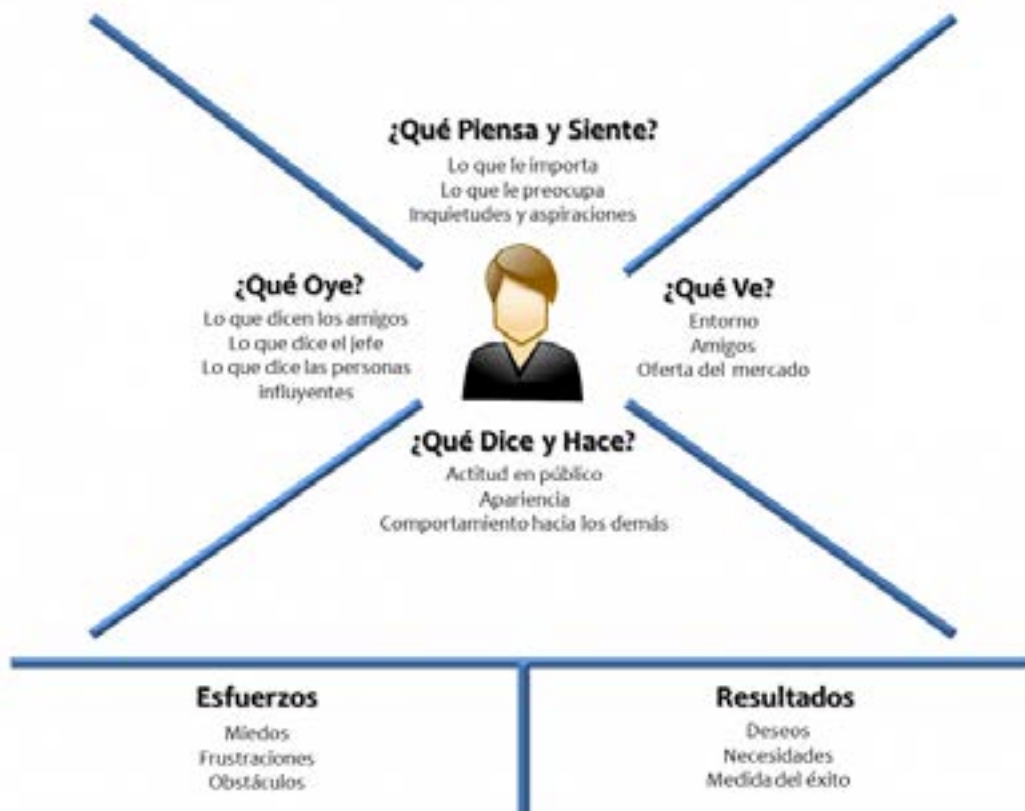 ¿Qué Piensa y Siente?
Lo que le importa
Lo que le preocupa
Inquietudes y aspiraciones
¿Qué Oye?
Lo que dicen los amigos
Lo que dice el jefe
Lo que dice las personas
influyentes
¿Qué Ve?
Entorno
Amigos
Oferta del mercado
¿Qué Dice y Hace?
Actitud en público
Apariencia
Comportamiento hacia los demás
Esfuerzos
Miedos
Frustraciones
Obstáculos
Resultados
Deseos
Necesidades
Medida del éxito